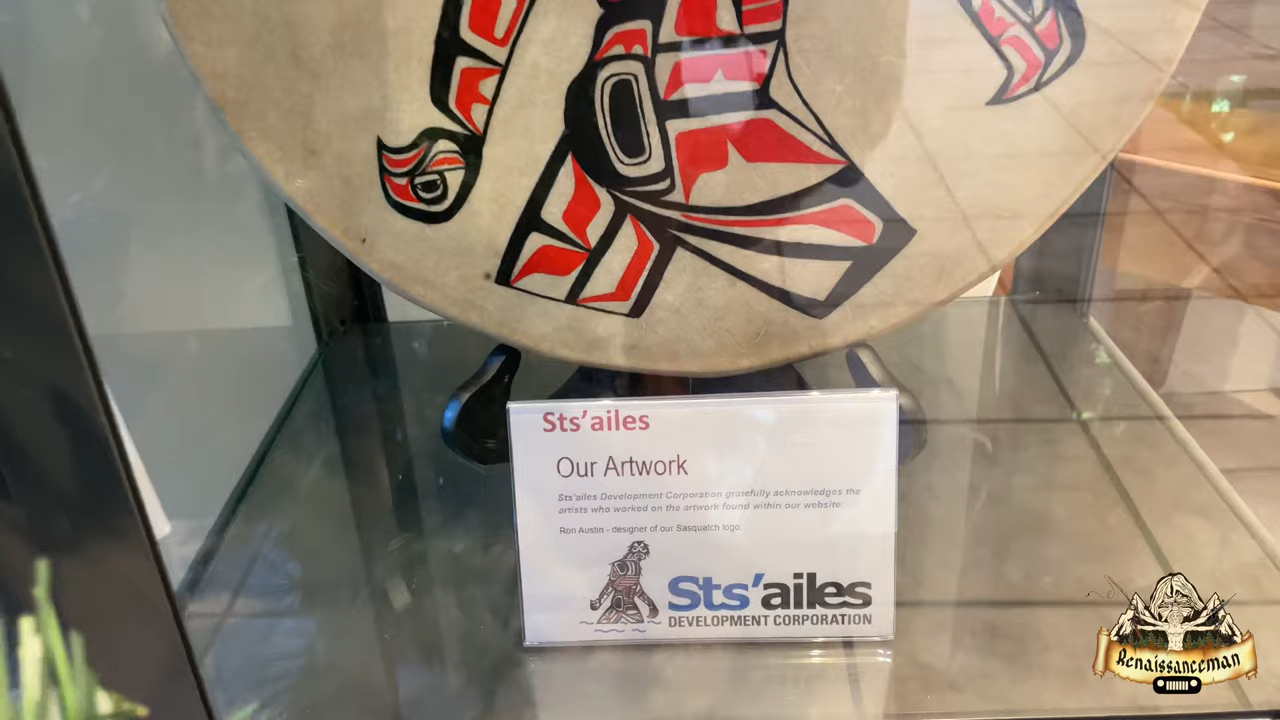 Sts’ailes
Our Artwork
Sts’ailes Development Corporation gratefully acknowledges the
artists who worked on the artwork found within our website.
Ron Austin - designer of our Sasquatch logo:
Sts’ailes
DEVELOPMENT CORPORATION
Renaissanceman